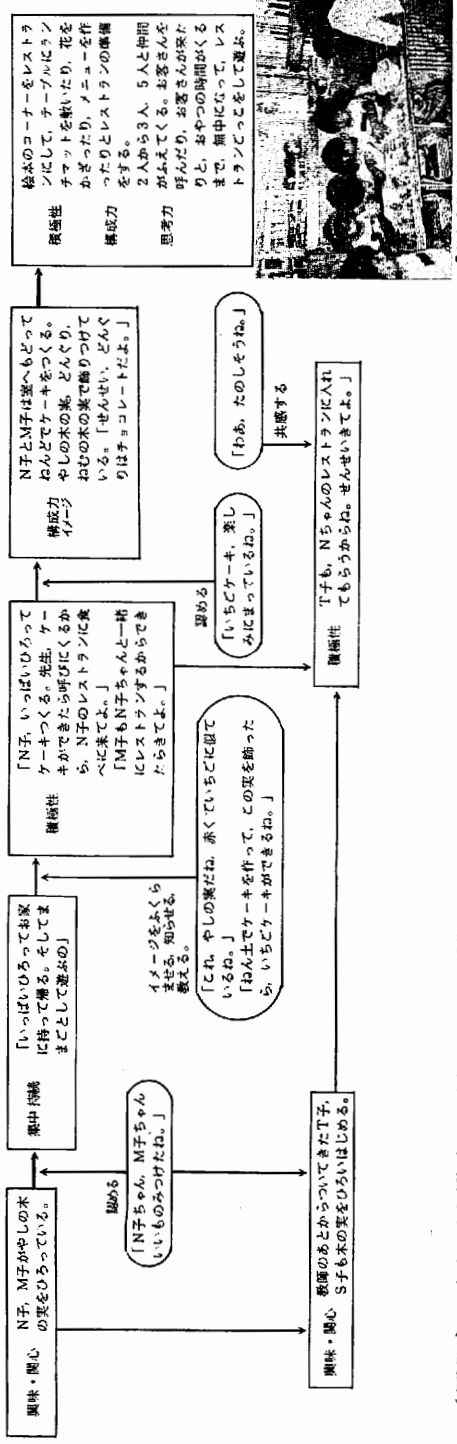 興味・関心
N子，M子がやしの木
の実をひろっている。
認める
「N子ちゃん，M子ちゃん
いいものみつけたね。」
興味・関心
教師のあとからついてきたT子，
S子も木の実をひろいはじめる。
集中 持続
「いっぱいひろってお家
に持って帰る。そしてま
まごとして遊ぶの」
イメージをふくら
ませる，知らせる，
教える。
「これ，やしの実だね，赤くていちごに似て
いるね。」
「ねん土でケーキを作って，この実を飾った
ら，いちごケーキができるね。」
積極性
「N子，いっぱいひろって
ケーキつくる。先生，ケー
キができたら呼びにくるか
ら，N子のレストランに食
べに来てよ。」
「M子もN子ちゃんと一緒
にレストランするからでき
たらきてよ。」
認める
「いちごケーキ，楽し
みにまっているね。」
構成力
イメージ
N子とM子は室へもどって
ねんどでケーキをつくる。
やしの木の実，どんぐり，
ねむの木の実で飾りつけて
いる。「せんせい，どんぐ
りはチョコレートだよ。」
「わあ，たのしそうね。」
共感する
積極性
T子も，Nちゃんのレストランに入れ
てもらうからね。せんせいきてよ。」
積極性
構成力
思考力
絵本のコーナーをレストラ
ンにして，テーブルにラン
チマットを敷いたり，花を
かざったり，メニューを作
ったりとレストランの準備
をする。
2人から3人，5人と仲間
がふえてくる。お客さんを
呼んだり，お客さんが来た
りと，おやつの時間がくる
まで，無中になって，レス
トランごっこをして遊ぶ。